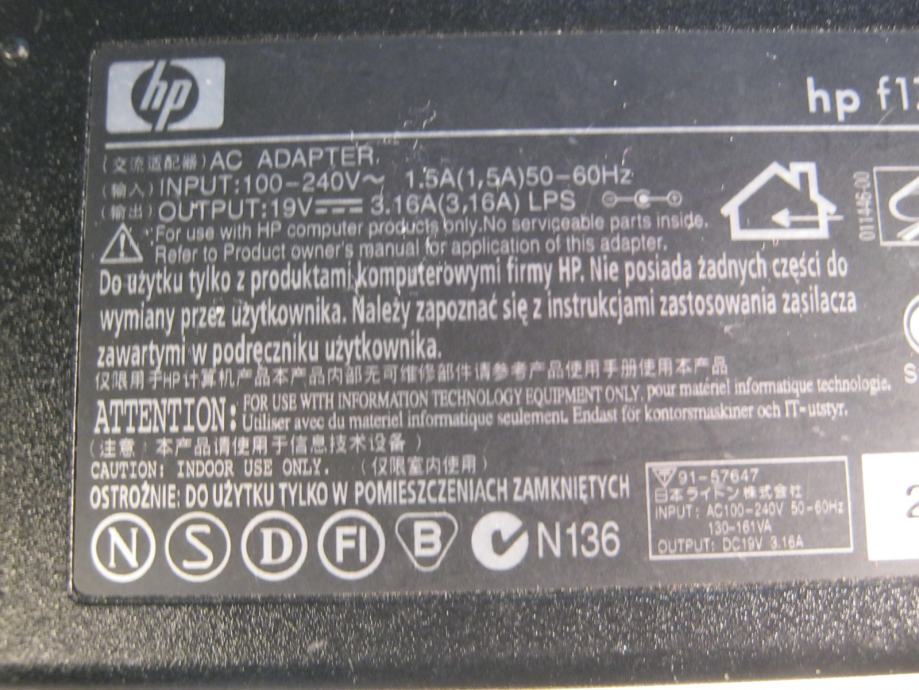 hp
hp f1
(交流适配器) AC ADAPTER.
(输入) INPUT:100-240V~ 1.5A(1,5A)50-60Hz
(输出) OUTPUT:19V 3.16A(3,16A) LPS
For use with HP computer products only.No serviceable parts inside.
Refer to Product owner's manual for application of this adapter.
Do użytku tylko z produktami komputerowymi firmy HP. Nie posiada żadnych części do
wymiany przez użytkownika. Należy zapoznać się z instrukcjami zastosowania zasilacza
zawartymi w podręczniku użytkownika.
仅限用于HP计算机产品本产品内部无可维修部件请参考产品使用手册使用本产品
ATTENTION: FOR USE WITH INFORMATION TECHNOLOGY EQUIPMENT ONLY, pour matériel informatique technologie.
Utiliser avec du materiel informatique seulement. Endast för kontorsmaskiner och IT-utstyr.
(注意: 本产品请使用于信息技术设备)
CAUTION: INDOOR USE ONLY. (仅限室内使用)
OSTROŻNIE: DO UŻYTKU TYLKO W POMIESZCZENIACH ZAMKNIĘTYCH
N S D FI B N136
91-57647
日本ライトン株式会社
INPUT: AC100-240V 50-60Hz
130-161VA
OUTPUT: DC19V 3.16A
011446-00
S
2